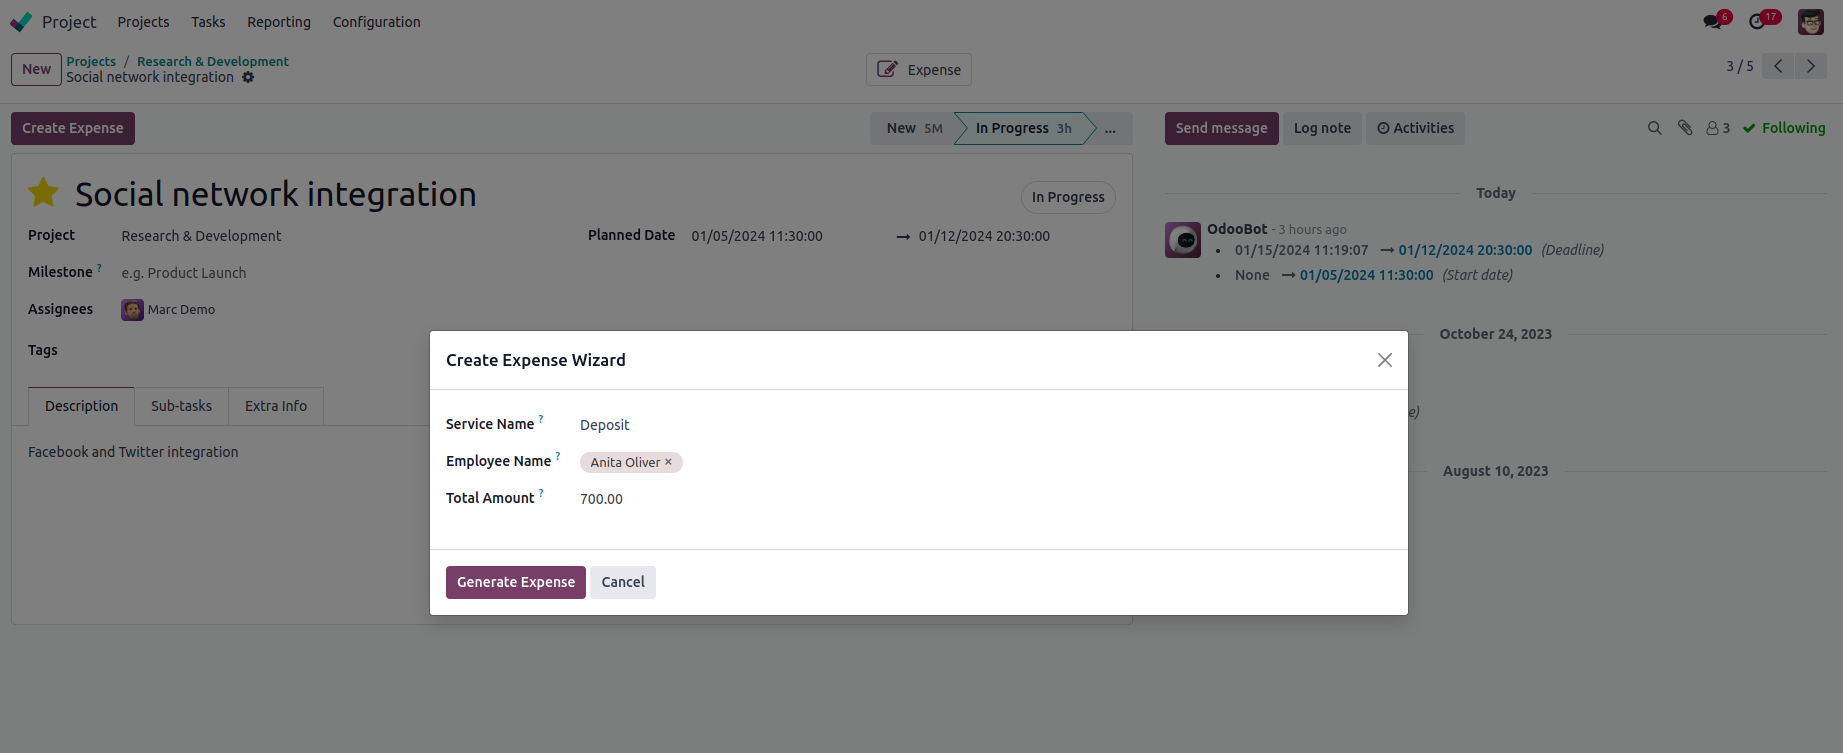 Project Projects Tasks Reporting Configuration 6 17
New Projects / Research & Development
Social network integration
Expense
3 / 5
Create Expense New 5M In Progress 3h ... Send message Log note Activities 3 Following
Social network integration
In Progress
Project Research & Development Planned Date 01/05/2024 11:30:00 → 01/12/2024 20:30:00
Milestone ? e.g. Product Launch
Assignees Marc Demo
Tags
Description Sub-tasks Extra Info
Facebook and Twitter integration
Today
OdooBot - 3 hours ago
• 01/15/2024 11:19:07 → 01/12/2024 20:30:00 (Deadline)
• None → 01/05/2024 11:30:00 (Start date)
October 24, 2023
e)
August 10, 2023
Create Expense Wizard
Service Name ? Deposit
Employee Name ? Anita Oliver ×
Total Amount ? 700.00
Generate Expense Cancel